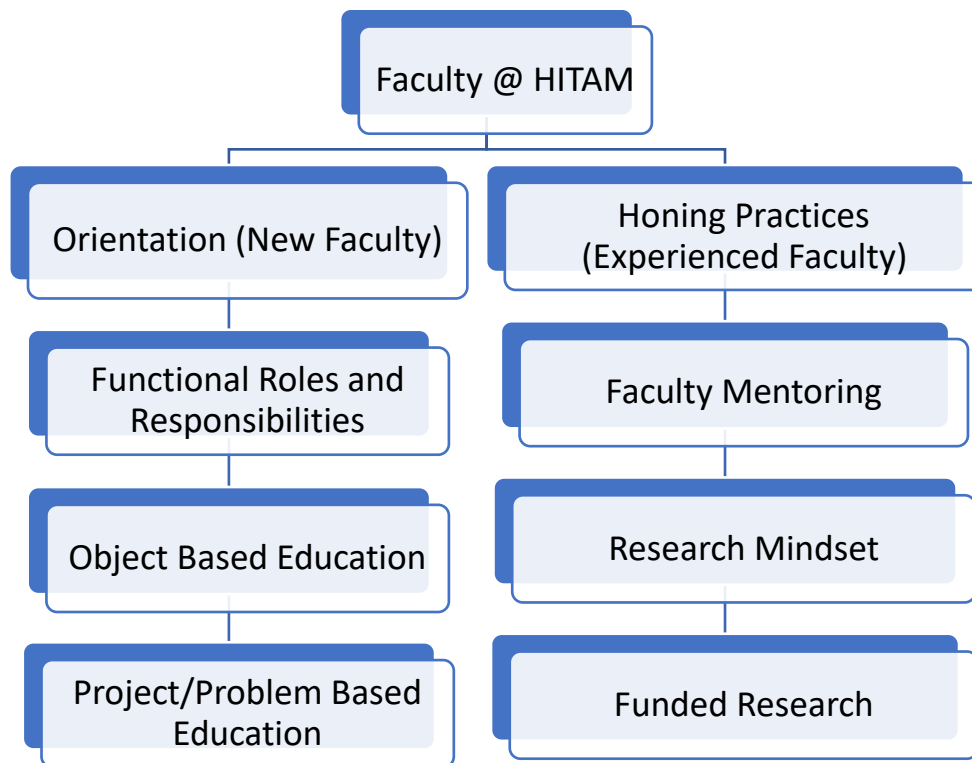 Faculty @ HITAM
Orientation (New Faculty)
Functional Roles and
Responsibilities
Object Based Education
Project/Problem Based
Education
Honing Practices
(Experienced Faculty)
Faculty Mentoring
Research Mindset
Funded Research